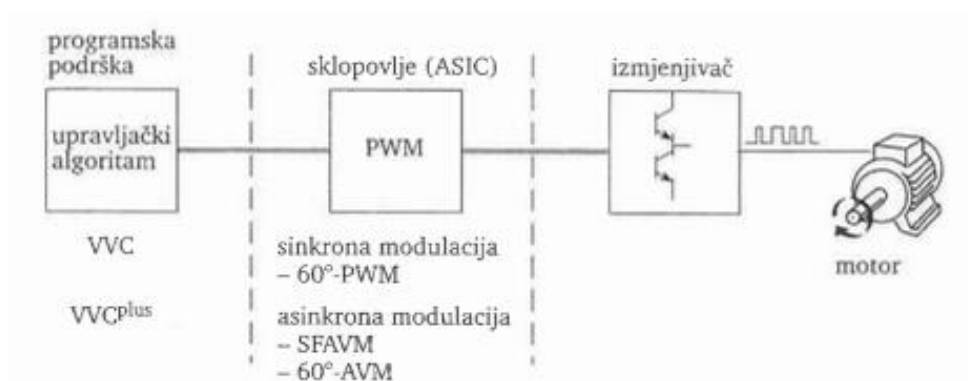 programska
podrška
sklopovlje (ASIC)
izmjenjivač
upravljački
algoritam
PWM
motor
VVC
sinkrona modulacija
– 60°-PWM
VVCplus
asinkrona modulacija
– SFAVM
– 60°-AVM